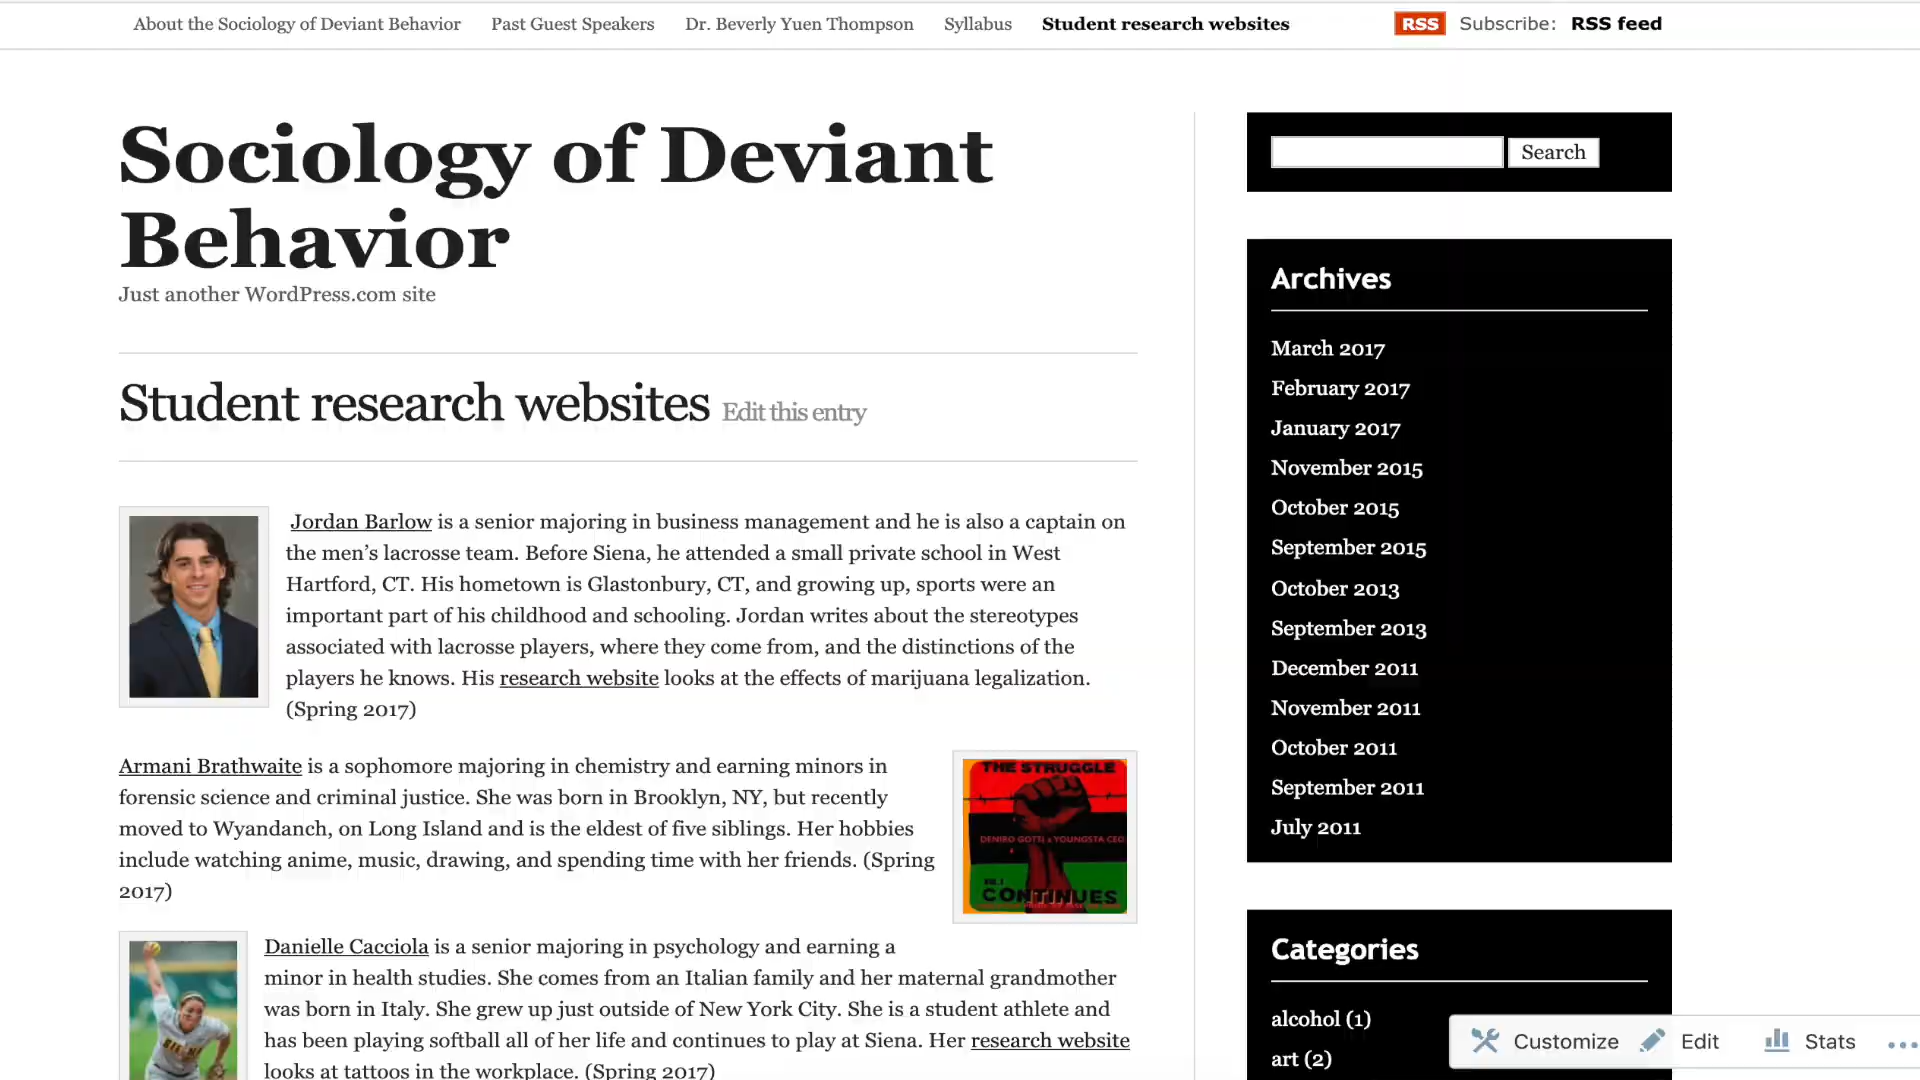 About the Sociology of Deviant Behavior Past Guest Speakers Dr. Beverly Yuen Thompson Syllabus Student research websites RSS Subscribe: RSS feed
Sociology of Deviant
Behavior
Just another WordPress.com site
Student research websites Edit this entry
Jordan Barlow is a senior majoring in business management and he is also a captain on
the men’s lacrosse team. Before Siena, he attended a small private school in West
Hartford, CT. His hometown is Glastonbury, CT, and growing up, sports were an
important part of his childhood and schooling. Jordan writes about the stereotypes
associated with lacrosse players, where they come from, and the distinctions of the
players he knows. His research website looks at the effects of marijuana legalization.
(Spring 2017)
Armani Brathwaite is a sophomore majoring in chemistry and earning minors in
forensic science and criminal justice. She was born in Brooklyn, NY, but recently
moved to Wyandanch, on Long Island and is the eldest of five siblings. Her hobbies
include watching anime, music, drawing, and spending time with her friends. (Spring
2017)
THE STRUGGLE
DENIRO GOTTI & YOUNGSTA CEO
VOL.1
CONTINUES
Danielle Cacciola is a senior majoring in psychology and earning a
minor in health studies. She comes from an Italian family and her maternal grandmother
was born in Italy. She grew up just outside of New York City. She is a student athlete and
has been playing softball all of her life and continues to play at Siena. Her research website
looks at tattoos in the workplace. (Spring 2017)
Search
Archives
March 2017
February 2017
January 2017
November 2015
October 2015
September 2015
October 2013
September 2013
December 2011
November 2011
October 2011
September 2011
July 2011
Categories
alcohol (1)
art (2)
Customize Edit Stats